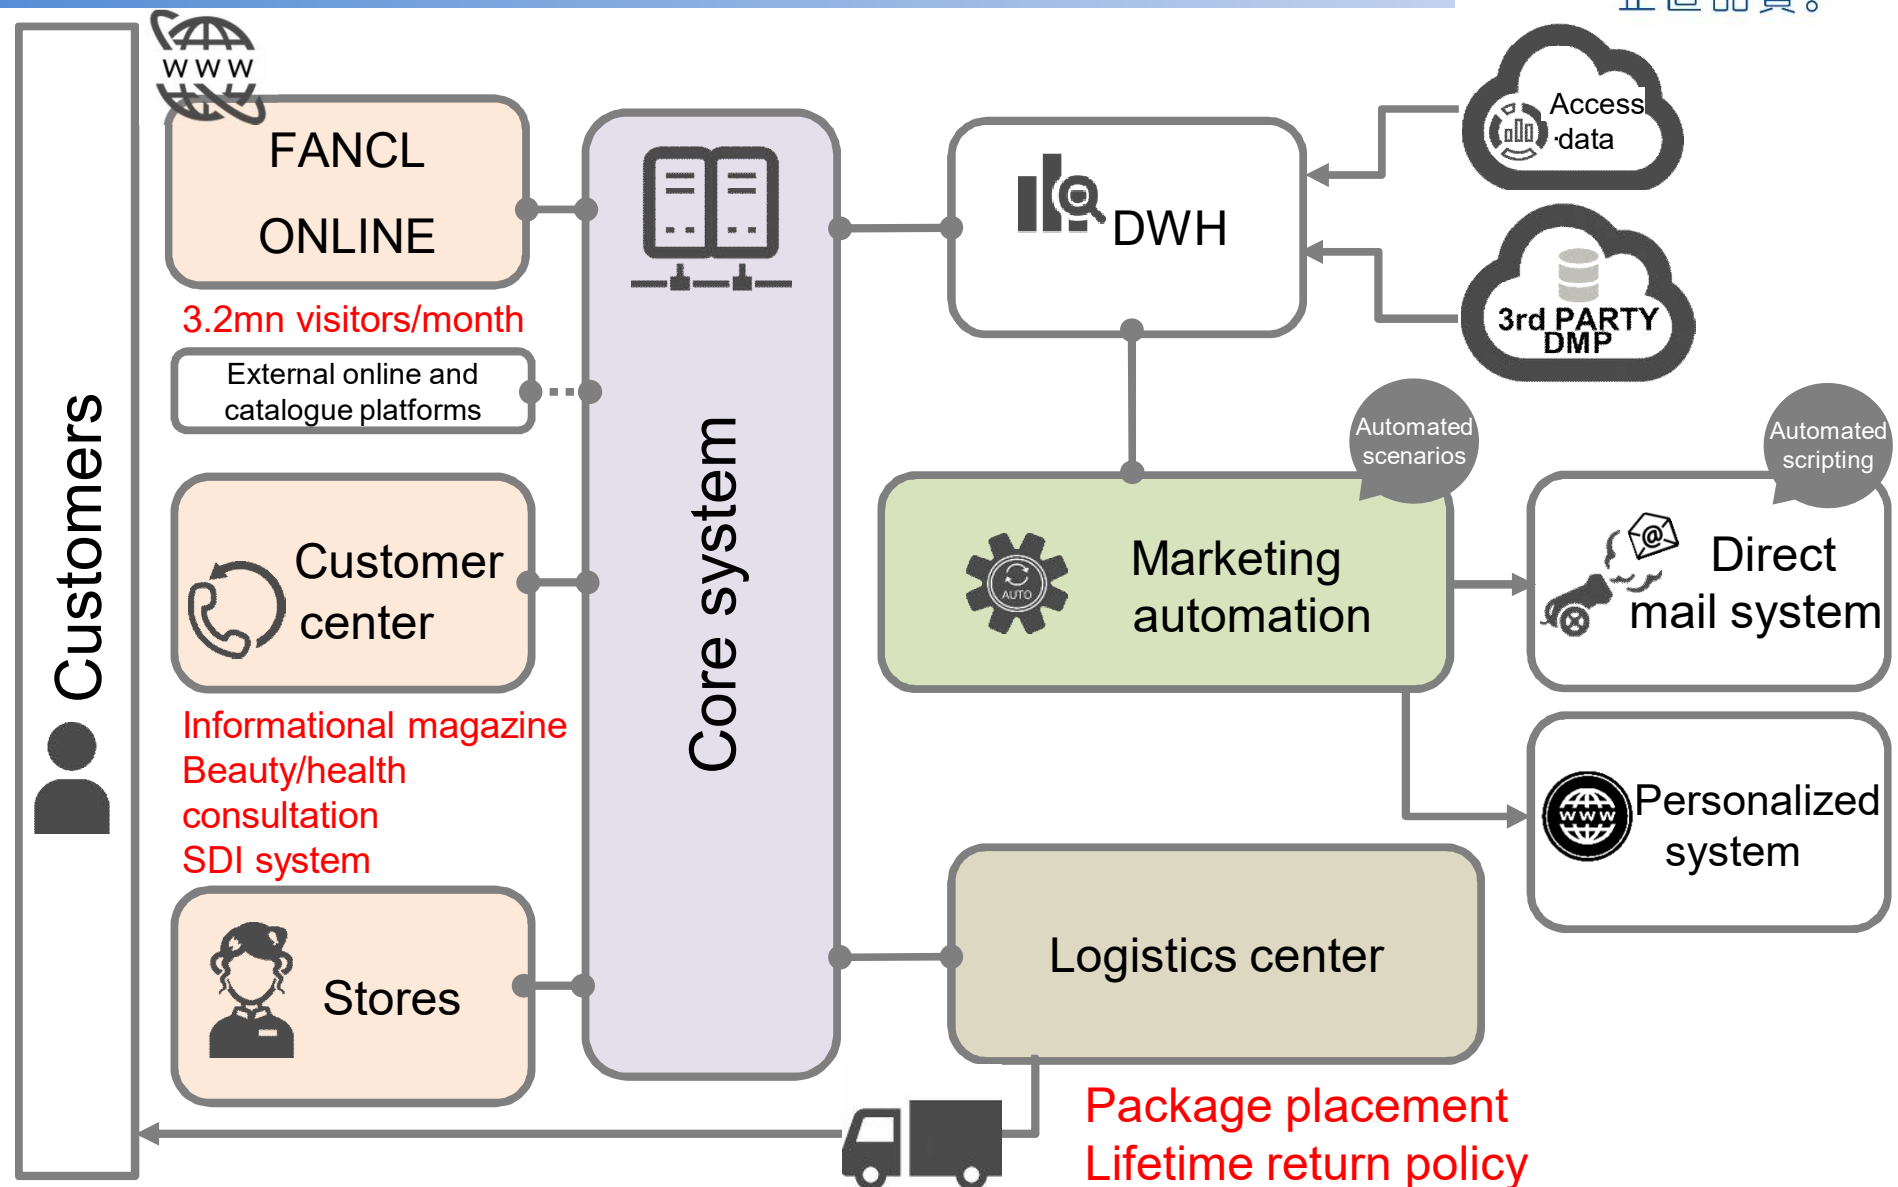 WWW
FANCL
ONLINE
3.2mn visitors/month
External online and
catalogue platforms
Customers
Customer
center
Informational magazine
Beauty/health
consultation
SDI system
Stores
Core system
DWH
Access
data
3rd PARTY
DMP
Automated
scenarios
Automated
scripting
AUTO
Marketing
automation
@
Direct
mail system
WWW
Personalized
system
Logistics center
Package placement
Lifetime return policy